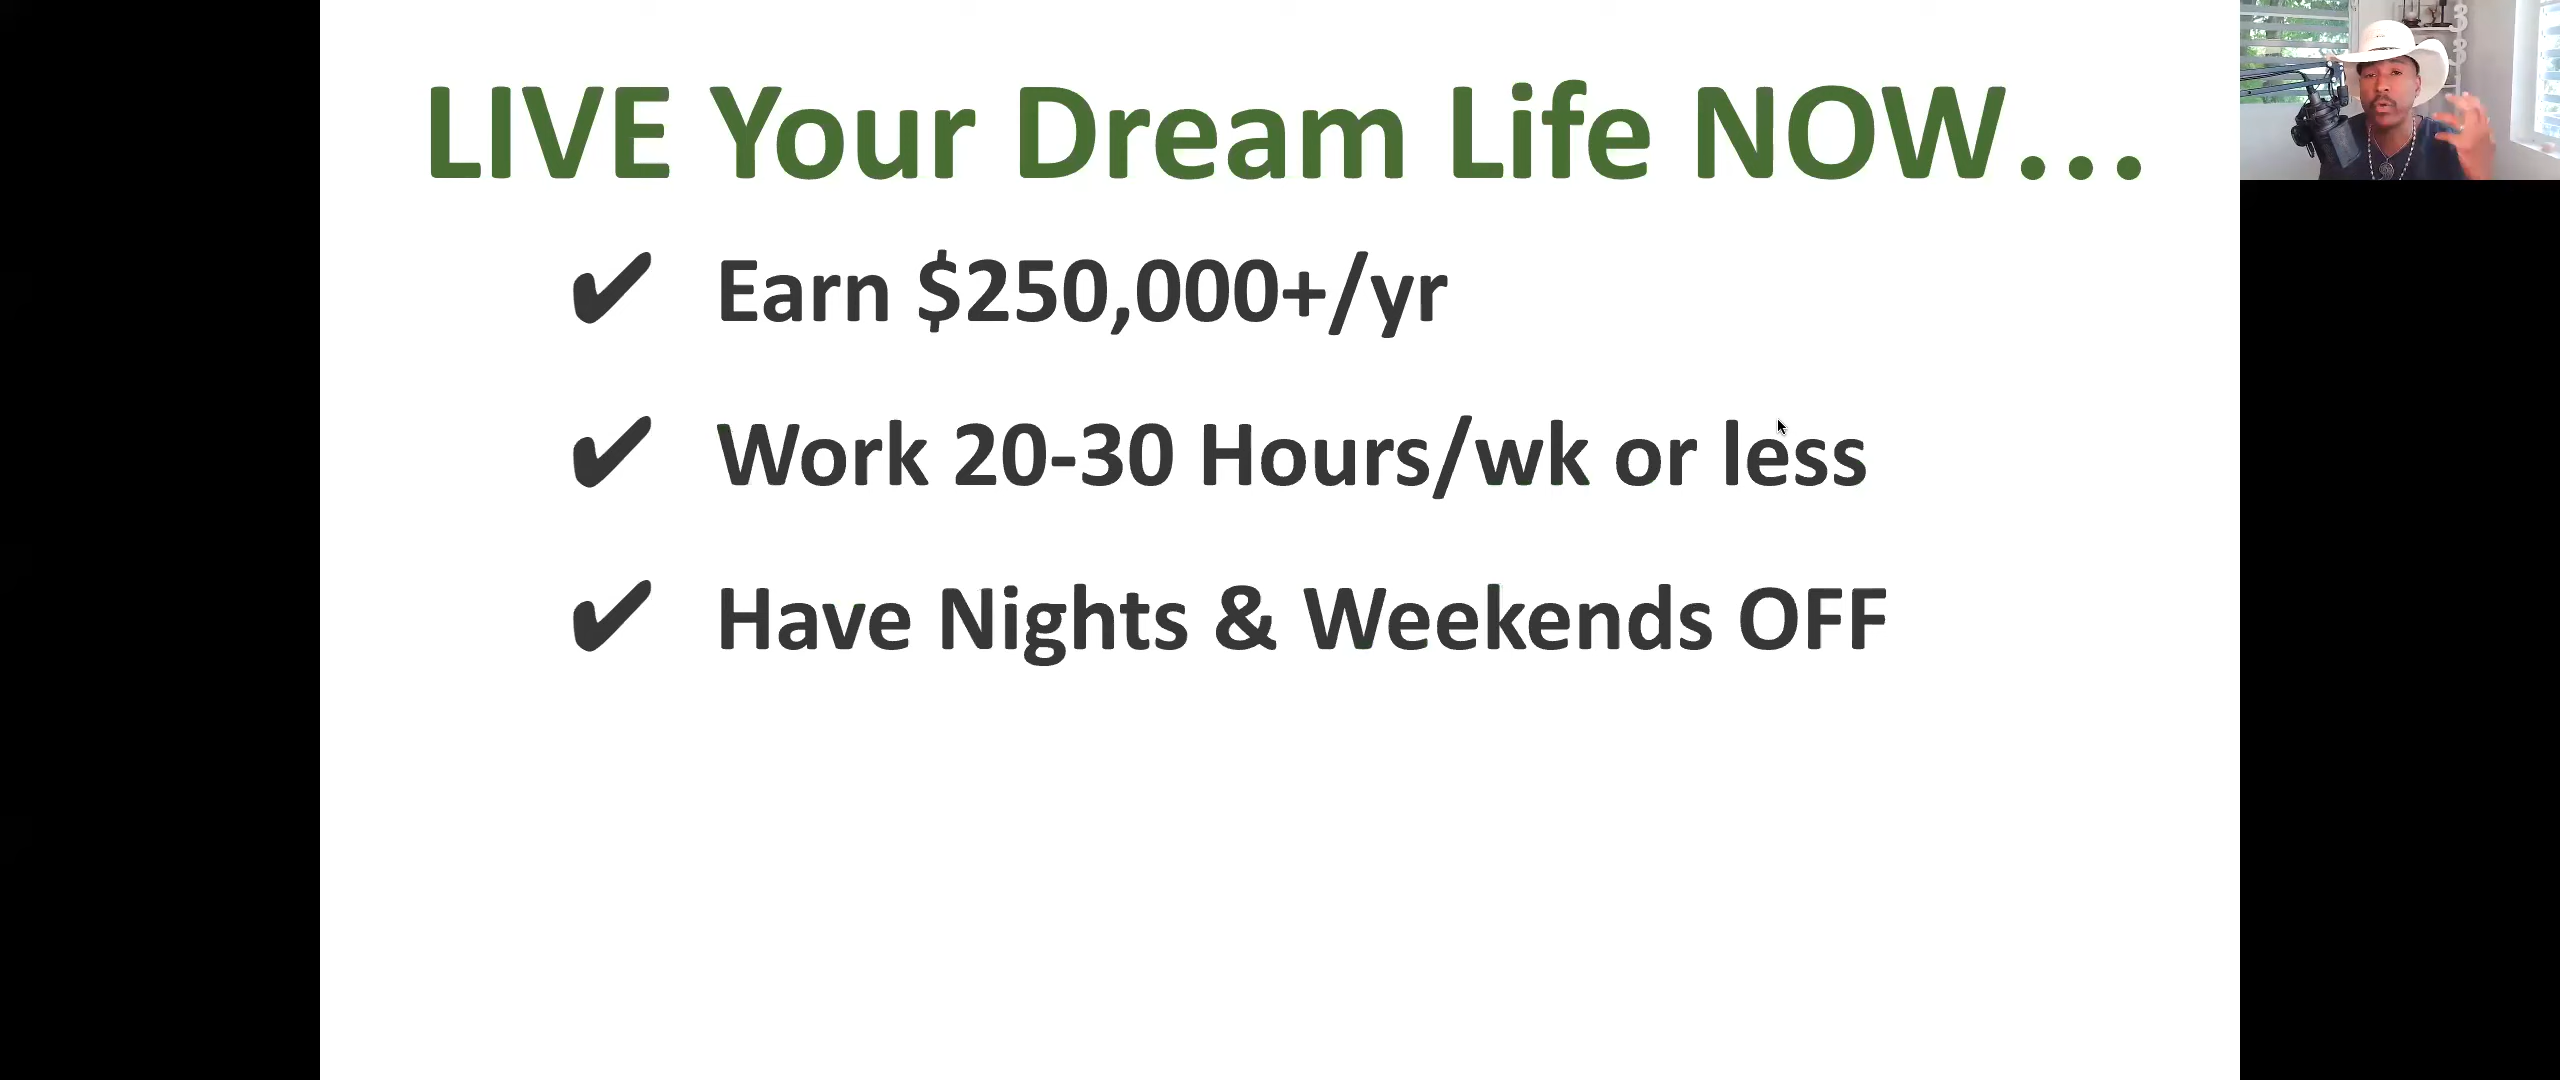 LIVE Your Dream Life NOW...
✔ Earn $250,000+/yr
✔ Work 20-30 Hours/wk or less
✔ Have Nights & Weekends OFF